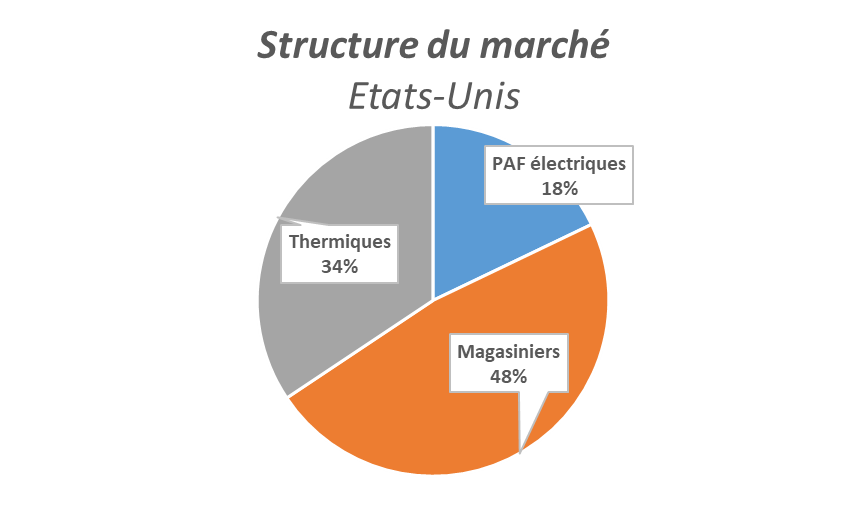 Structure du marché
Etats-Unis
PAF électriques
18%
Thermiques
34%
Magasiniers
48%